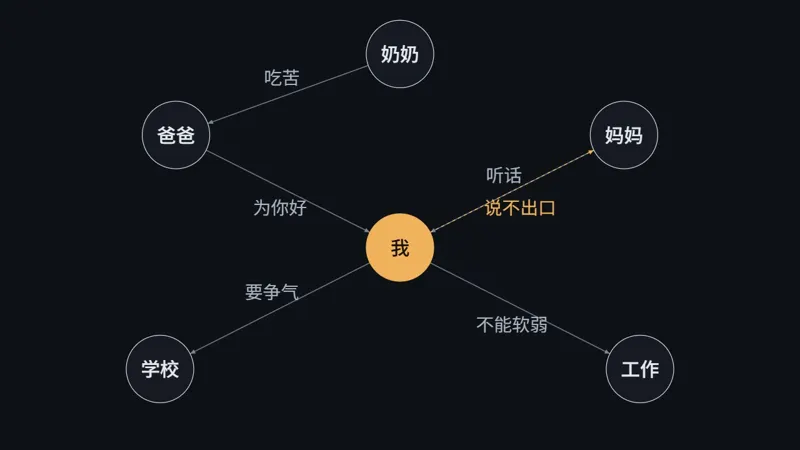 奶奶
吃苦
爸爸
妈妈
听话
为你好
说不出口
我
要争气
不能软弱
学校
工作